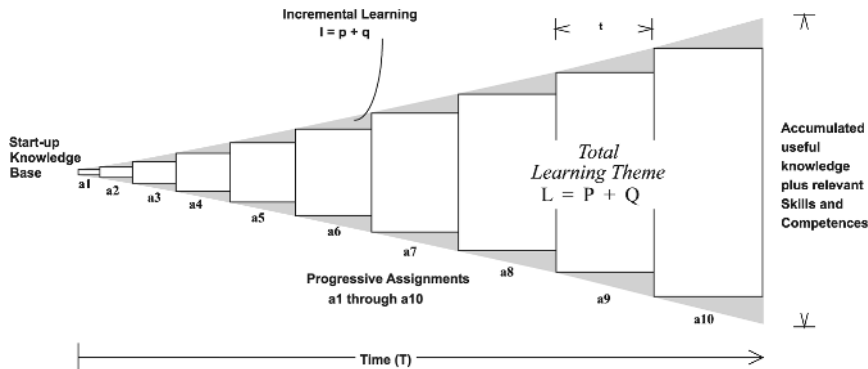 Incremental Learning
l = p + q
t
Start-up
Knowledge
Base
Total
Learning Theme
L = P + Q
Accumulated
useful
knowledge
plus relevant
Skills and
Competences
a1
a2
a3
a4
a5
a6
a7
a8
a9
a10
Progressive Assignments
a1 through a10
Time (T)